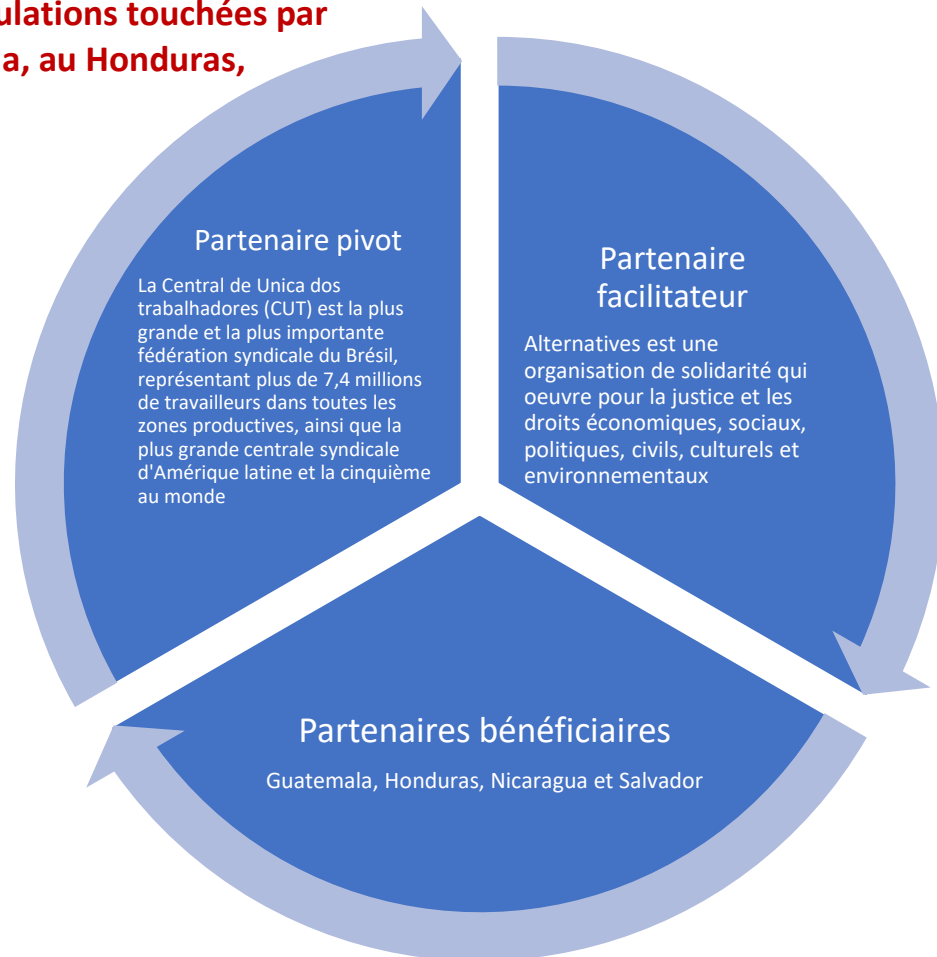 ulations touchées par
a, au Honduras,
Partenaire pivot
La Central de Unica dos
trabalhadores (CUT) est la plus
grande et la plus importante
fédération syndicale du Brésil,
représentant plus de 7,4 millions
de travailleurs dans toutes les
zones productives, ainsi que la
plus grande centrale syndicale
d'Amérique latine et la cinquième
au monde
Partenaire
facilitateur
Alternatives est une
organisation de solidarité qui
oeuvre pour la justice et les
droits économiques, sociaux,
politiques, civils, culturels et
environnementaux
Partenaires bénéficiaires
Guatemala, Honduras, Nicaragua et Salvador